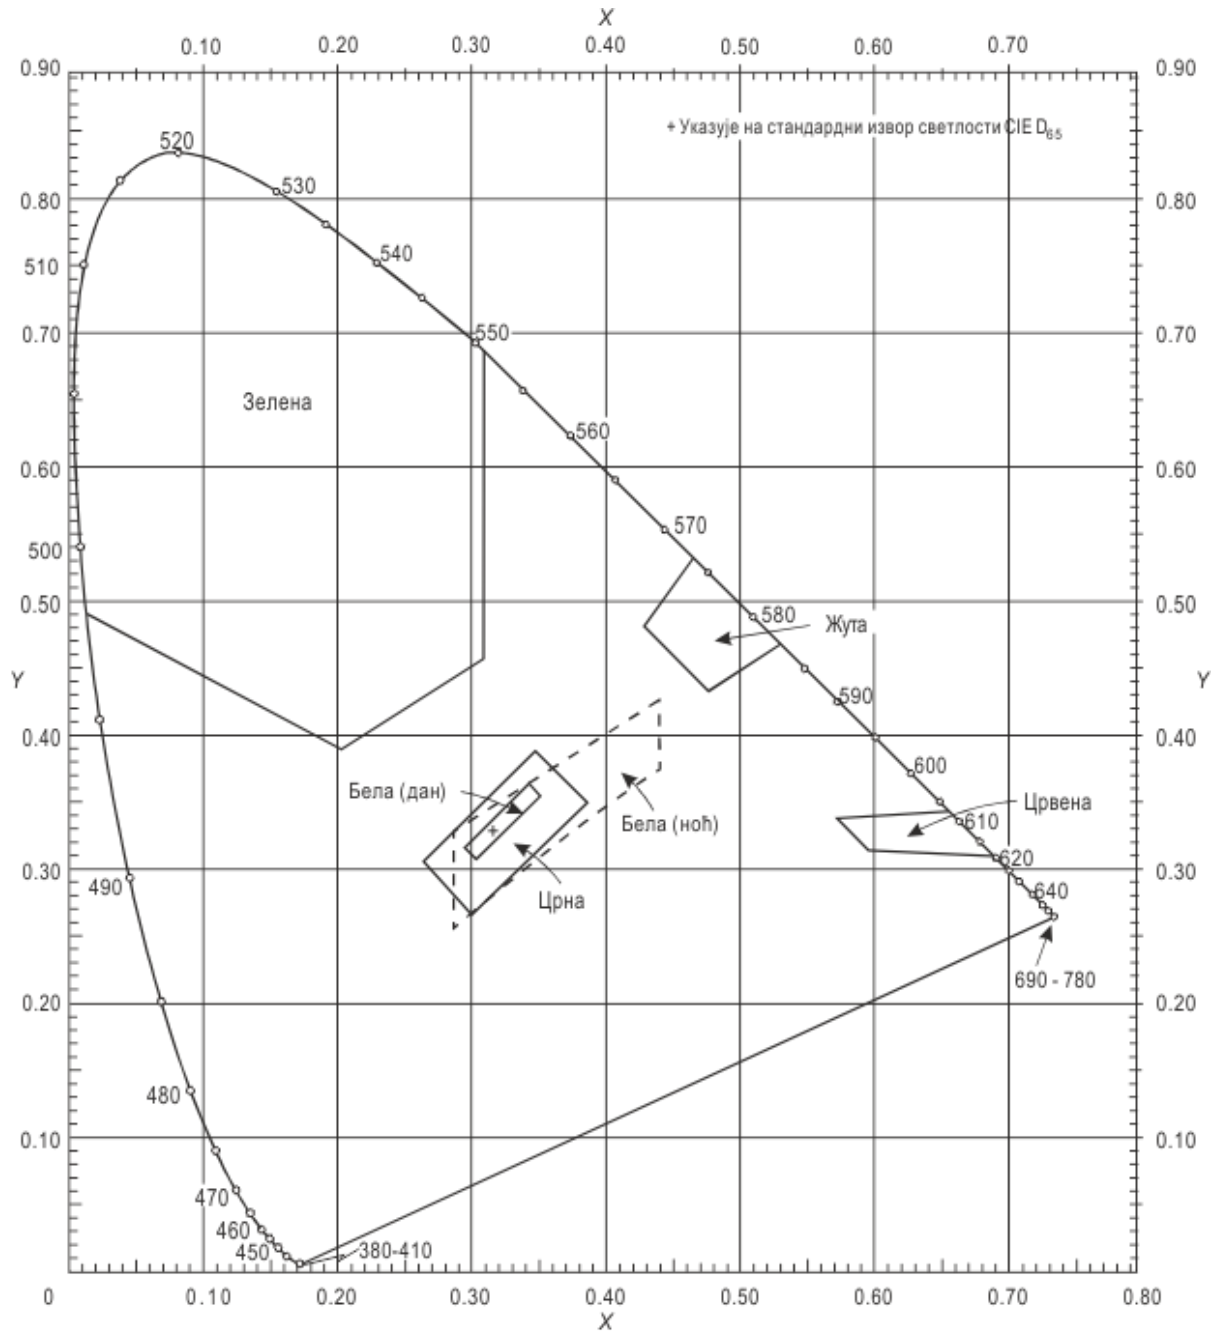 X
0.10 0.20 0.30 0.40 0.50 0.60 0.70
0.90 0.90
+ Указује на стандардни извор светлости CIE D65
520
530
0.80 0.80
540
510
0.70 550 0.70
Зелена
560
0.60 0.60
570
500
0.50 580 Жута 0.50
Y Y
590
0.40 0.40
600
Бела (дан)
Црвена
Бела (ноћ) 610
0.30 620 0.30
490 640
Црна
690 - 780
0.20 0.20
480
0.10 0.10
470
460
450 380-410
0 0.10 0.20 0.30 0.40 0.50 0.60 0.70 0.80
X